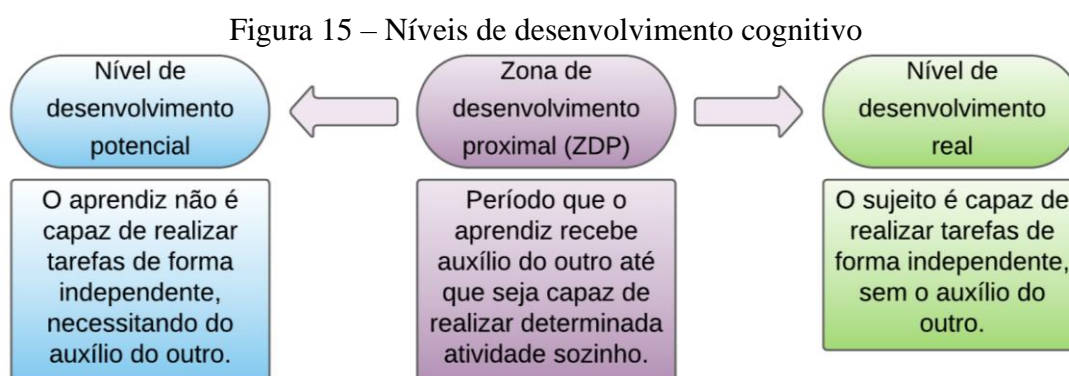 Figura 15 – Níveis de desenvolvimento cognitivo
Nível de
desenvolvimento
potencial
O aprendiz não é
capaz de realizar
tarefas de forma
independente,
necessitando do
auxílio do outro.
Zona de
desenvolvimento
proximal (ZDP)
Período que o
aprendiz recebe
auxílio do outro até
que seja capaz de
realizar determinada
atividade sozinho.
Nível de
desenvolvimento
real
O sujeito é capaz de
realizar tarefas de
forma independente,
sem o auxílio do
outro.